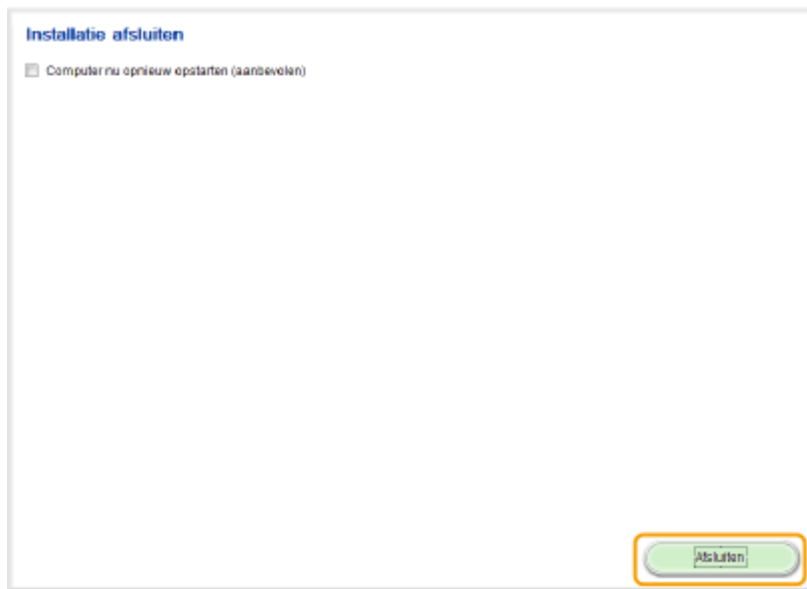 Installatie afsluiten
Computer nu opnieuw opstarten (aanbevolen)
Afsluiten